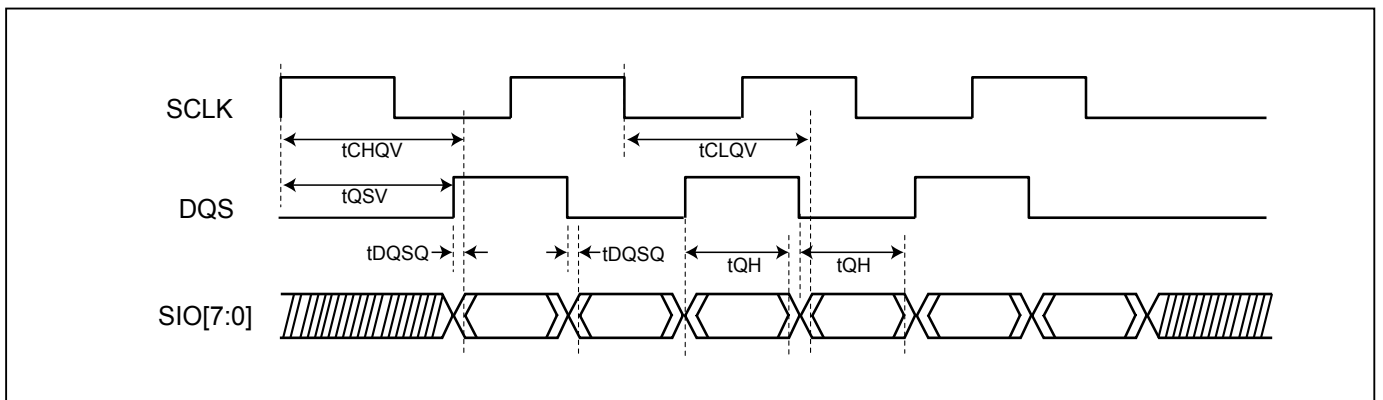 SCLK
tCHQV
tCLQV
tQSV
DQS
tDQSQ
tDQSQ
tQH
tQH
SIO[7:0]